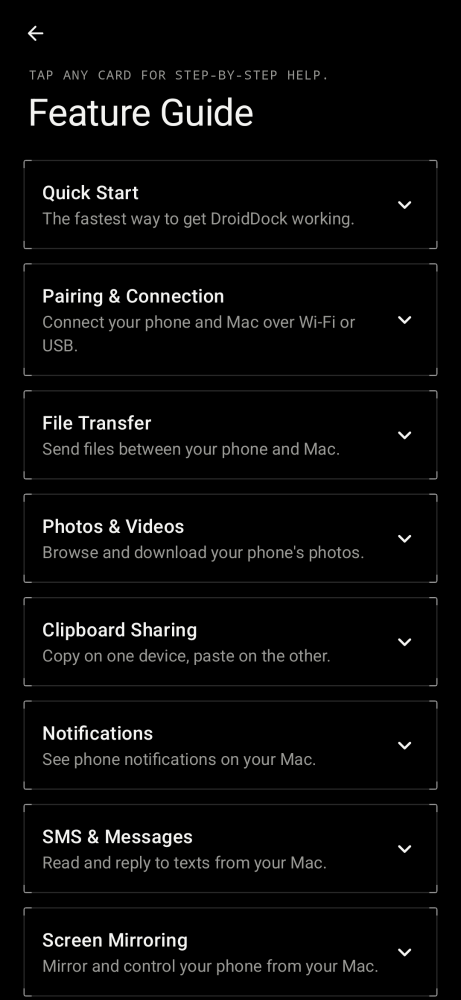 TAP ANY CARD FOR STEP-BY-STEP HELP.
Feature Guide
Quick Start
The fastest way to get DroidDock working.
Pairing & Connection
Connect your phone and Mac over Wi-Fi or
USB.
File Transfer
Send files between your phone and Mac.
Photos & Videos
Browse and download your phone's photos.
Clipboard Sharing
Copy on one device, paste on the other.
Notifications
See phone notifications on your Mac.
SMS & Messages
Read and reply to texts from your Mac.
Screen Mirroring
Mirror and control your phone from your Mac.